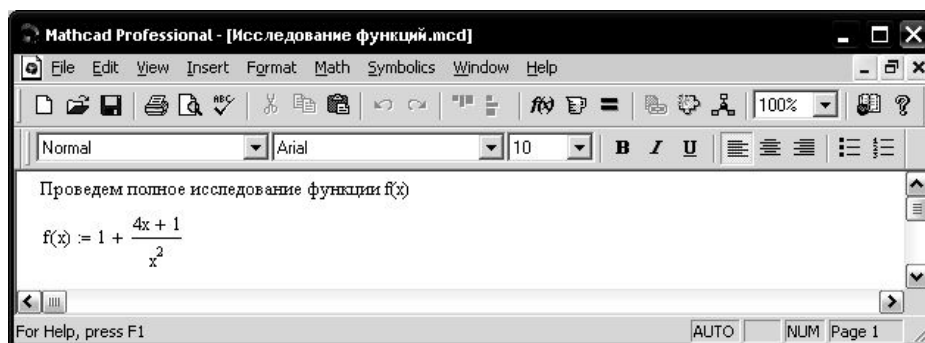 Mathcad Professional - [Исследование функций.mcd]
File Edit View Insert Format Math Symbolics Window Help
100%
Normal Arial 10 B I U
Проведем полное исследование функции f(x)
f(x) := 1 + (4x + 1) / x^2
For Help, press F1 AUTO NUM Page 1